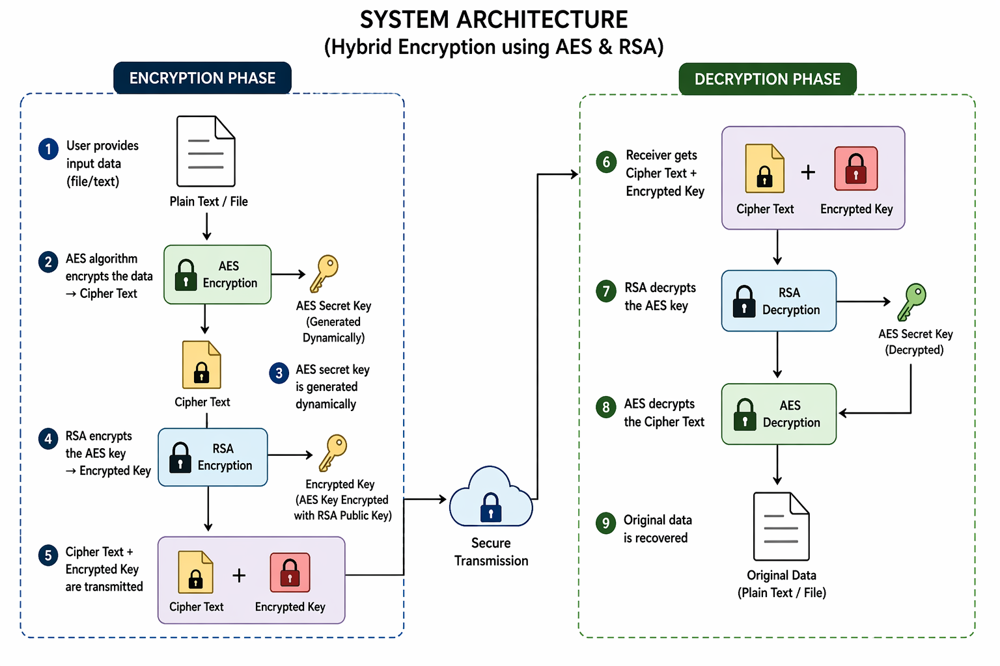 SYSTEM ARCHITECTURE
(Hybrid Encryption using AES & RSA)
ENCRYPTION PHASE
1
User provides
input data
(file/text)
Plain Text / File
2
AES algorithm
encrypts the data
→ Cipher Text
AES
Encryption
AES Secret Key
(Generated
Dynamically)
Cipher Text
3
AES secret key
is generated
dynamically
4
RSA encrypts
the AES key
→ Encrypted Key
RSA
Encryption
Encrypted Key
(AES Key Encrypted
with RSA Public Key)
5
Cipher Text +
Encrypted Key
are transmitted
+
Cipher Text
Encrypted Key
Secure
Transmission
DECRYPTION PHASE
6
Receiver gets
Cipher Text +
Encrypted Key
+
Cipher Text
Encrypted Key
7
RSA decrypts
the AES key
RSA
Decryption
AES Secret Key
(Decrypted)
8
AES decrypts
the Cipher Text
AES
Decryption
9
Original data
is recovered
Original Data
(Plain Text / File)